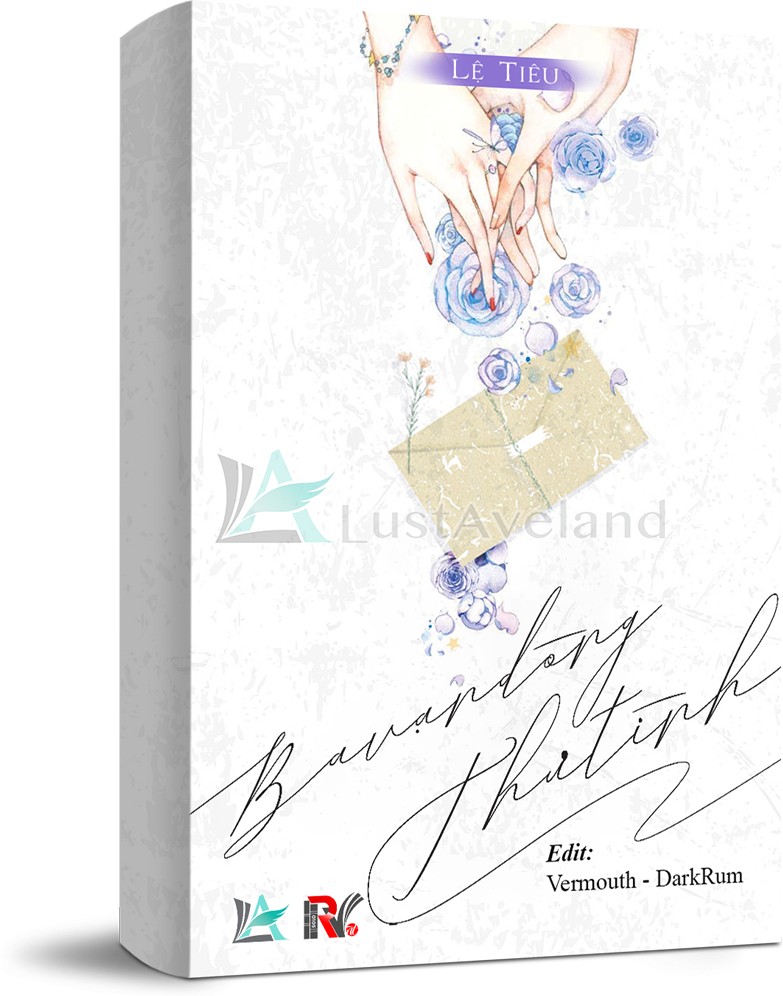 LỆ TIÊU
LustAveland
Ba vạn dòng
thư tình
Edit:
Vermouth - DarkRum